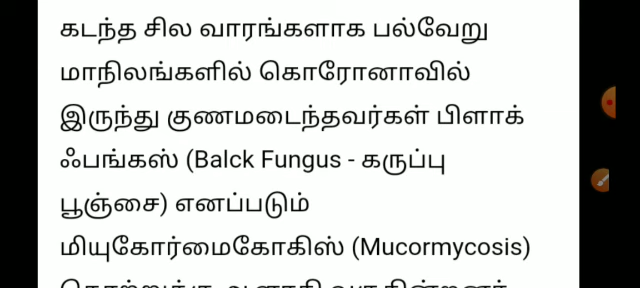 கடந்த சில வாரங்களாக பல்வேறு
மாநிலங்களில் கொரோனாவில்
இருந்து குணமடைந்தவர்கள் பிளாக்
ஃபங்கஸ் (Balck Fungus - கருப்பு
பூஞ்சை) எனப்படும்
மியுகோர்மைகோகிஸ் (Mucormycosis)